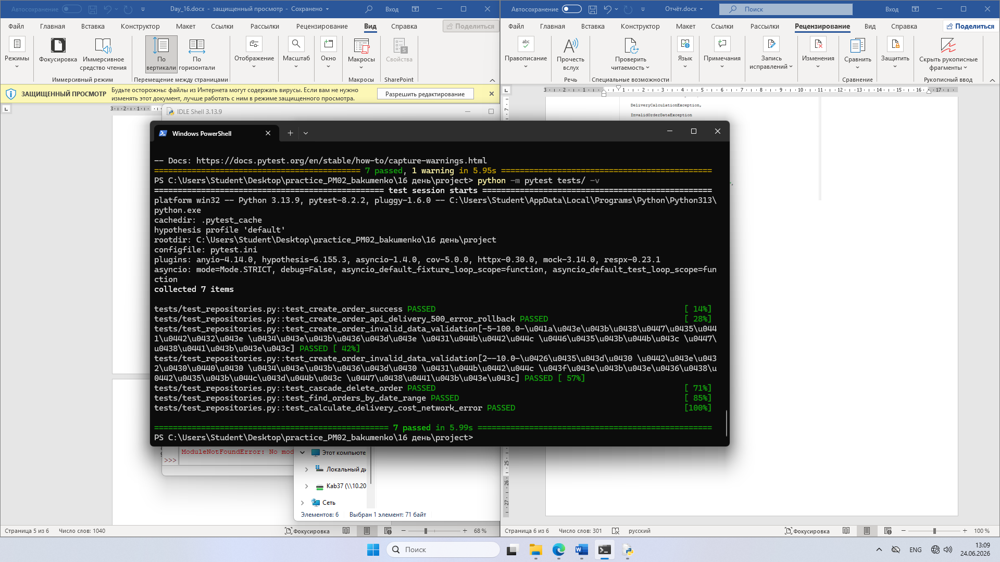 Автосохранение
Day_16.docx - защищенный просмотр - Сохранено
Вход
Файл Главная Вставка Конструктор Макет Ссылки Рассылки Рецензирование Вид Справка Поделиться
Режимы
Фокусировка
Иммерсивное средство чтения
По вертикали
По горизонтали
Отображение
Масштаб
Окно
Макросы
Свойства
Иммерсивный режим
Перемещение между страницами
Макросы
SharePoint
ЗАЩИЩЕННЫЙ ПРОСМОТР
Будьте осторожны: файлы из Интернета могут содержать вирусы. Если вам не нужно
изменять этот документ, лучше работать с ним в режиме защищенного просмотра.
Разрешить редактирование
IDLE Shell 3.13.9
Автосохранение
Отчёт.docx
Поиск
Вход
Файл Главная Вставка Конструктор Макет Ссылки Рассылки Рецензирование Вид Справка Поделиться
Правописание
Прочесть вслух
Проверить читаемость
Язык
Примечания
Запись исправлений
Изменения
Сравнить
Защитить
Скрыть рукописные фрагменты
Речь
Специальные возможности
Сравнение
Рукописный ввод
3 2 1 1 2 3 4 5 6 7 8 9 10 11 12 13 14 15 16 17
DeliveryCalculationException,
InvalidOrderDataException
Windows PowerShell
-- Docs: https://docs.pytest.org/en/stable/how-to/capture-warnings.html
============================================ 7 passed, 1 warning in 5.95s =============================================
PS C:\Users\Student\Desktop\practice_PM02_bakumenko\16 день\project> python -m pytest tests/ -v
================================================= test session starts =================================================
platform win32 -- Python 3.13.9, pytest-8.2.2, pluggy-1.6.0 -- C:\Users\Student\AppData\Local\Programs\Python\Python313\
python.exe
cachedir: .pytest_cache
hypothesis profile 'default'
rootdir: C:\Users\Student\Desktop\practice_PM02_bakumenko\16 день\project
configfile: pytest.ini
plugins: anyio-4.14.0, hypothesis-6.155.3, asyncio-1.4.0, cov-5.0.0, httpx-0.30.0, mock-3.14.0, respx-0.23.1
asyncio: mode=Mode.STRICT, debug=False, asyncio_default_fixture_loop_scope=function, asyncio_default_test_loop_scope=fun
ction
collected 7 items
tests/test_repositories.py::test_create_order_success PASSED [ 14%]
tests/test_repositories.py::test_create_order_api_delivery_500_error_rollback PASSED [ 28%]
tests/test_repositories.py::test_create_order_invalid_data_validation[-5-100.0-\u041a\u043e\u043b\u0438\u0447\u0435\u044
1\u0442\u0432\u043e \u0434\u043e\u043b\u0436\u043d\u043e \u0431\u044b\u0442\u044c \u0446\u0435\u043b\u044b\u043c \u0447\
u0438\u0441\u043b\u043e\u043c] PASSED [ 42%]
tests/test_repositories.py::test_create_order_invalid_data_validation[2--10.0-\u0426\u0435\u043d\u0430 \u0442\u043e\u043
2\u0430\u0440\u0430 \u0434\u043e\u043b\u0436\u043d\u0430 \u0431\u044b\u0442\u044c \u043f\u043e\u043b\u043e\u0436\u0438\u
0442\u0435\u043b\u044c\u043d\u044b\u043c \u0447\u0438\u0441\u043b\u043e\u043c] PASSED [ 57%]
tests/test_repositories.py::test_cascade_delete_order PASSED [ 71%]
tests/test_repositories.py::test_find_orders_by_date_range PASSED [ 85%]
tests/test_repositories.py::test_calculate_delivery_cost_network_error PASSED [100%]
================================================== 7 passed in 5.99s ==================================================
PS C:\Users\Student\Desktop\practice_PM02_bakumenko\16 день\project>
ModuleNotFoundError: No mod
>>>
Этот компьюте
Локальный ди
Kab37 (\\10.20
Сеть
Элементов: 6 Выбран 1 элемент: 71 байт
Страница 5 из 6 Число слов: 1040 Фокусировка 68 %
Страница 6 из 6 Число слов: 301 русский Фокусировка 100 %
Поиск
ENG
13:09
24.06.2026